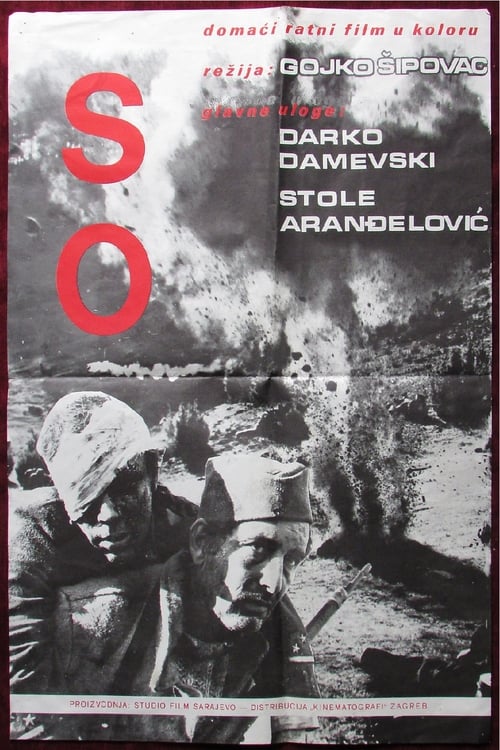 domaći ratni film u koloru
režija: GOJKO ŠIPOVAC
glavne uloge:
DARKO
DAMEVSKI
STOLE
ARANĐELOVIĆ
S
O
PROIZVODNJA: STUDIO FILM SARAJEVO — DISTRIBUCIJA „KINEMATOGRAFI" ZAGREB